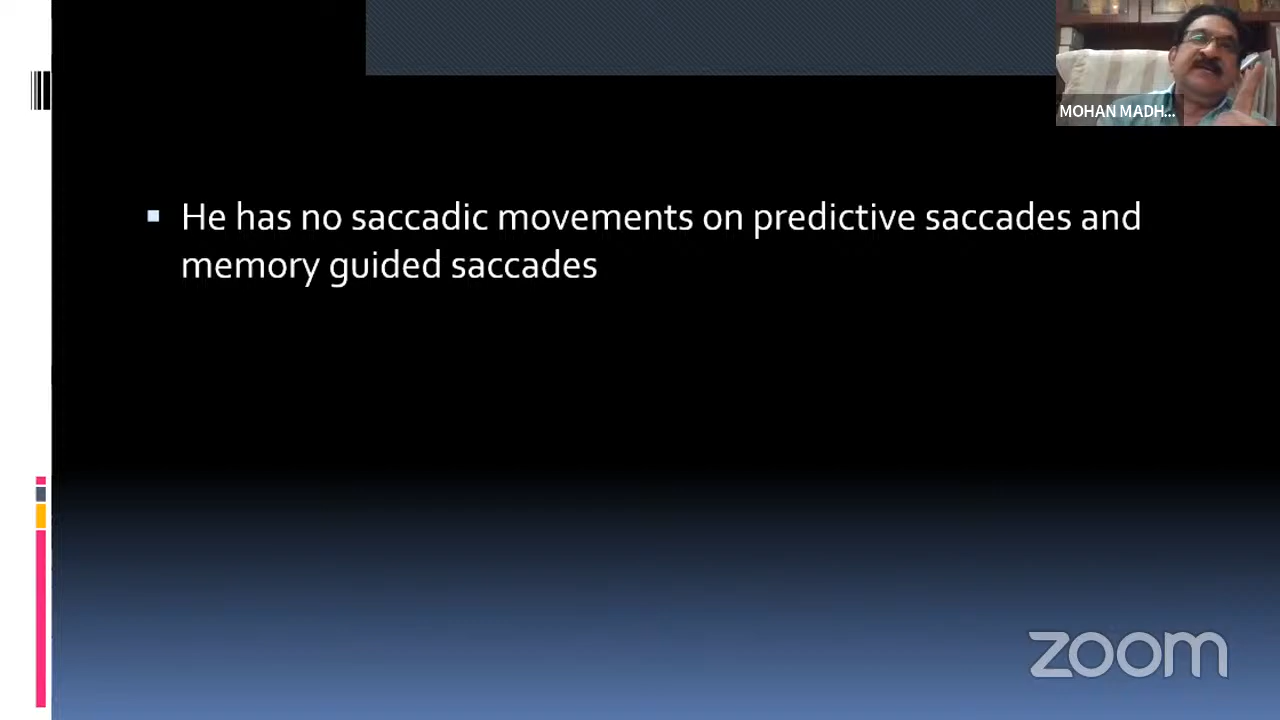 MOHAN MADH...
He has no saccadic movements on predictive saccades and
memory guided saccades
zoom